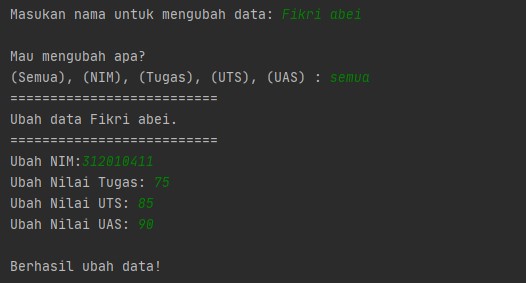 Masukan nama untuk mengubah data: Fikri abei
Mau mengubah apa?
(Semua), (NIM), (Tugas), (UTS), (UAS) : semua
==========================
Ubah data Fikri abei.
==========================
Ubah NIM:312010411
Ubah Nilai Tugas: 75
Ubah Nilai UTS: 85
Ubah Nilai UAS: 90
Berhasil ubah data!